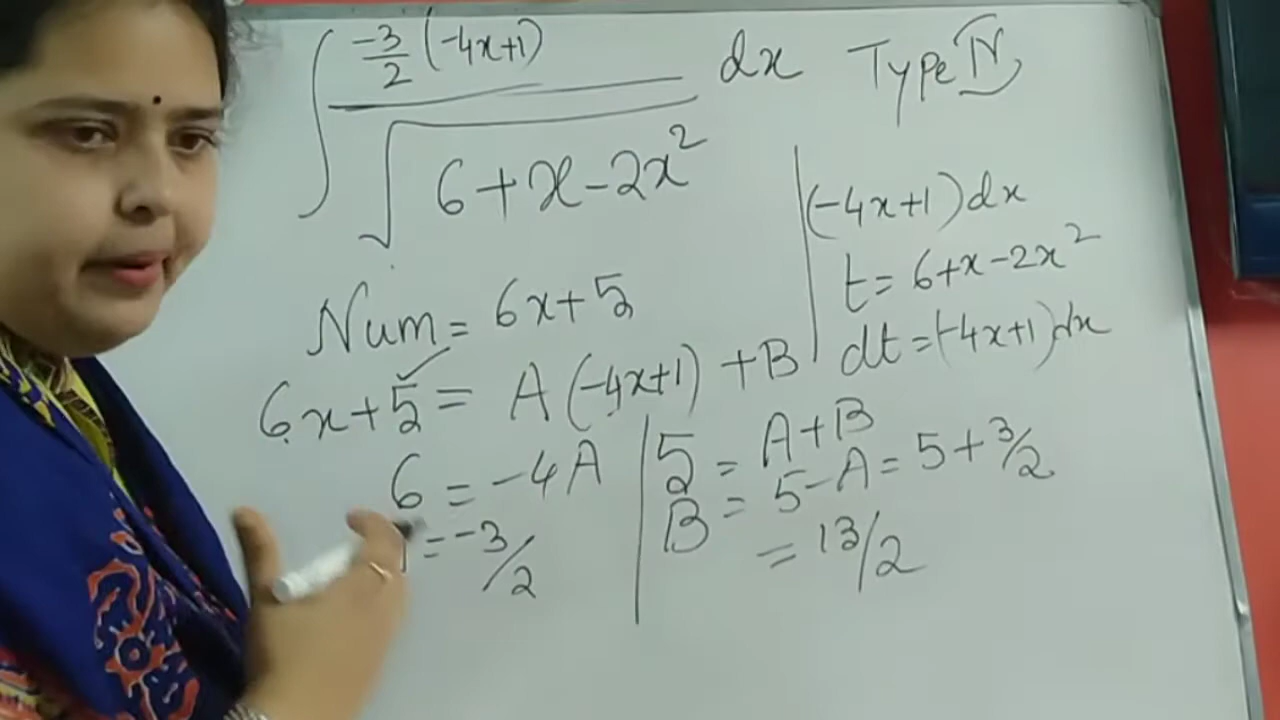 ∫ -3/2 (-4x+1) / √(6+x-2x²) dx Type IV
(-4x+1)dx
t = 6+x-2x²
dt = (-4x+1)dx
Num = 6x+5
6x+5 = A(-4x+1) +B
6 = -4A
= -3/2
5 = A+B
B = 5-A = 5+3/2
= 13/2